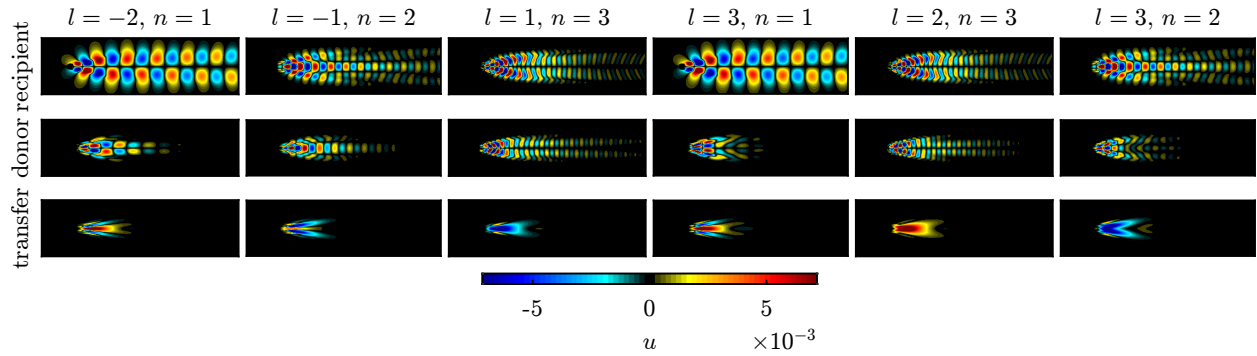 l = −2, n = 1 l = −1, n = 2 l = 1, n = 3 l = 3, n = 1 l = 2, n = 3 l = 3, n = 2
recipient
donor
transfer
-5 0 5
u ×10⁻³